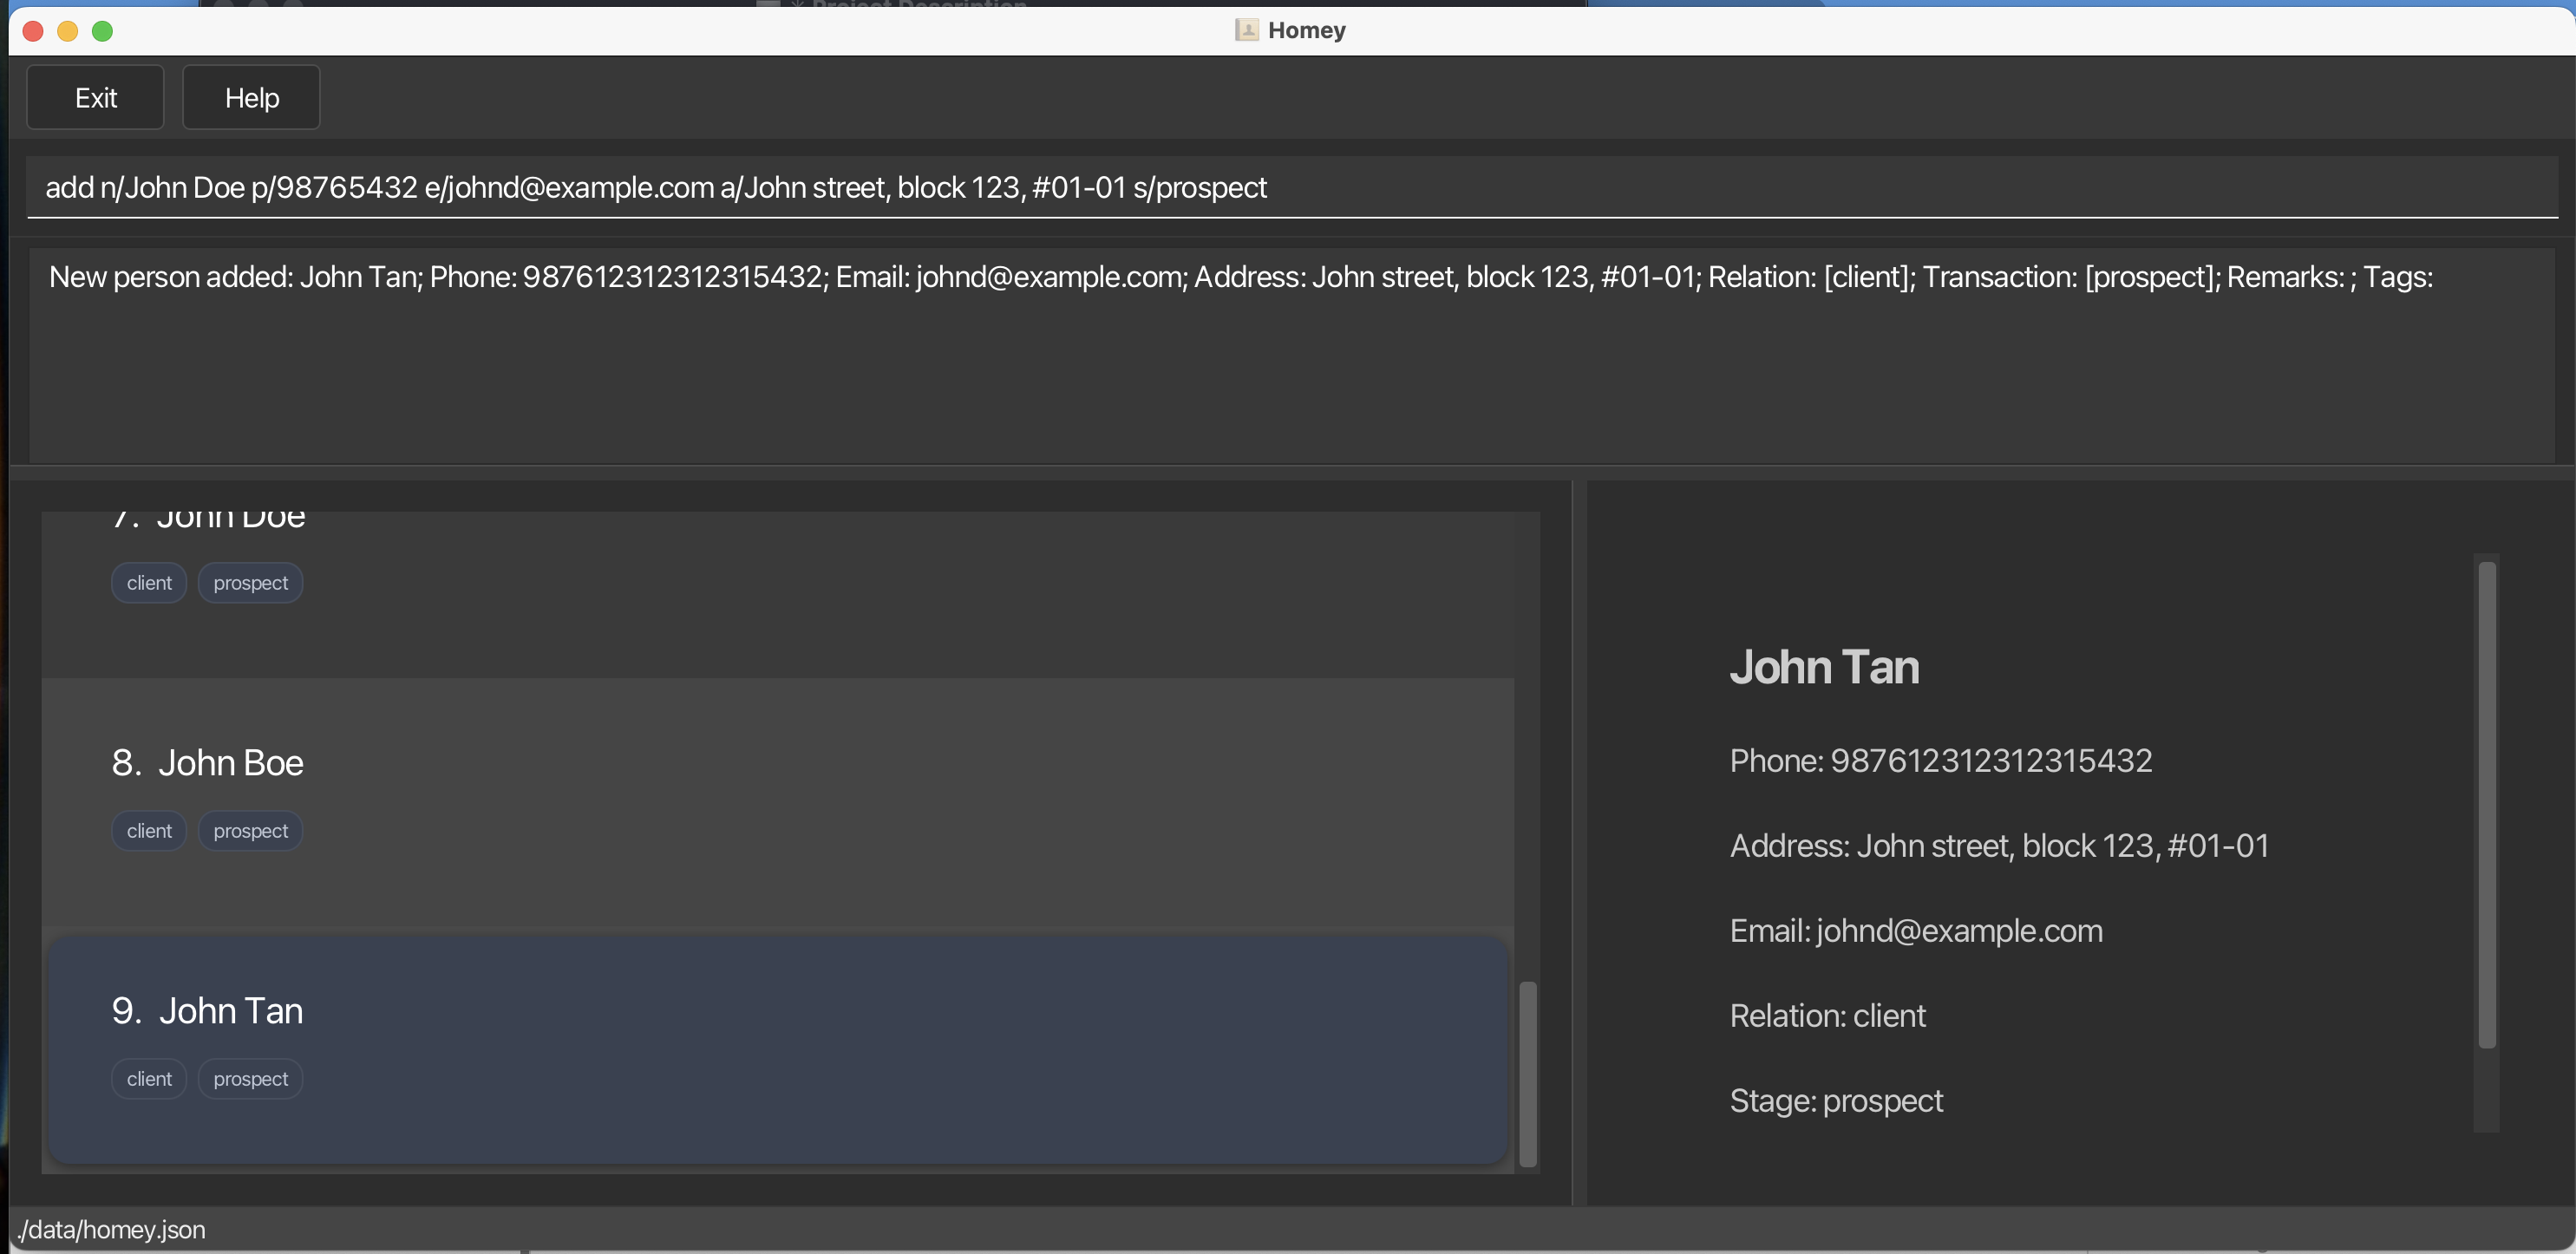 Project Description
Homey
Exit Help
add n/John Doe p/98765432 e/johnd@example.com a/John street, block 123, #01-01 s/prospect
New person added: John Tan; Phone: 987612312312315432; Email: johnd@example.com; Address: John street, block 123, #01-01; Relation: [client]; Transaction: [prospect]; Remarks: ; Tags:
7. John Doe
client prospect
8. John Boe
client prospect
9. John Tan
client prospect
John Tan
Phone: 987612312312315432
Address: John street, block 123, #01-01
Email: johnd@example.com
Relation: client
Stage: prospect
./data/homey.json